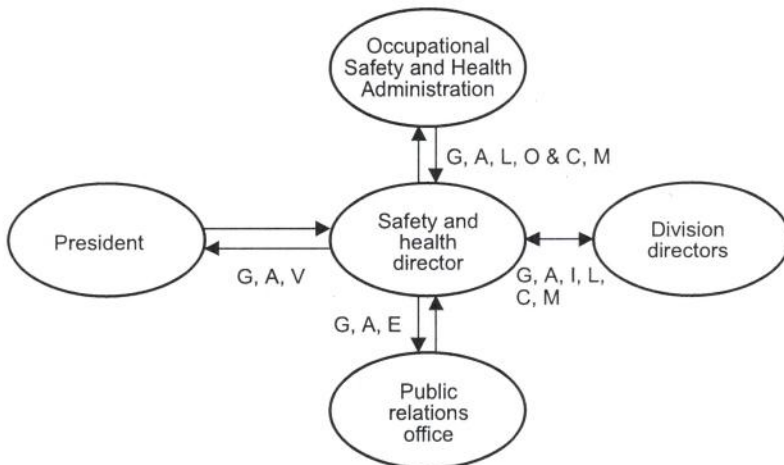 Occupational
Safety and Health
Administration
G, A, L, O & C, M
President
Safety and
health
director
Division
directors
G, A, V
G, A, I, L,
C, M
G, A, E
Public
relations
office